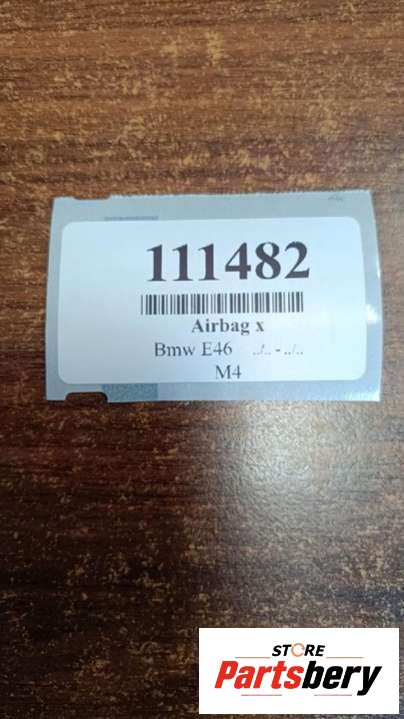 111482
Airbag x
Bmw E46 ../.. - ../..
M4
STORE
Partsbery